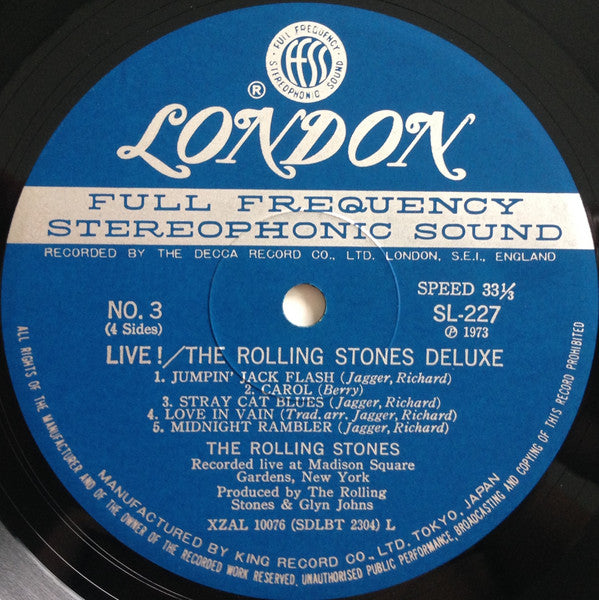 FULL FREQUENCY
ffss
STEREOPHONIC SOUND
®
LONDON
FULL FREQUENCY
STEREOPHONIC SOUND
RECORDED BY THE DECCA RECORD CO., LTD. LONDON, S.E.I., ENGLAND
SPEED 33⅓
NO. 3
(4 Sides)
SL-227
℗ 1973
LIVE!/THE ROLLING STONES DELUXE
1. JUMPIN' JACK FLASH (Jagger, Richard)
2. CAROL (Berry)
3. STRAY CAT BLUES (Jagger, Richard)
4. LOVE IN VAIN (Trad. arr. Jagger, Richard)
5. MIDNIGHT RAMBLER (Jagger, Richard)
THE ROLLING STONES
Recorded live at Madison Square
Gardens, New York
Produced by The Rolling
Stones & Glyn Johns
XZAL 10076 (SDLBT 2304) L
MANUFACTURED BY KING RECORD CO., LTD. TOKYO, JAPAN
ALL RIGHTS OF THE MANUFACTURER AND OF THE OWNER OF THE RECORDED WORK RESERVED. UNAUTHORISED PUBLIC PERFORMANCE, BROADCASTING AND COPYING OF THIS RECORD PROHIBITED